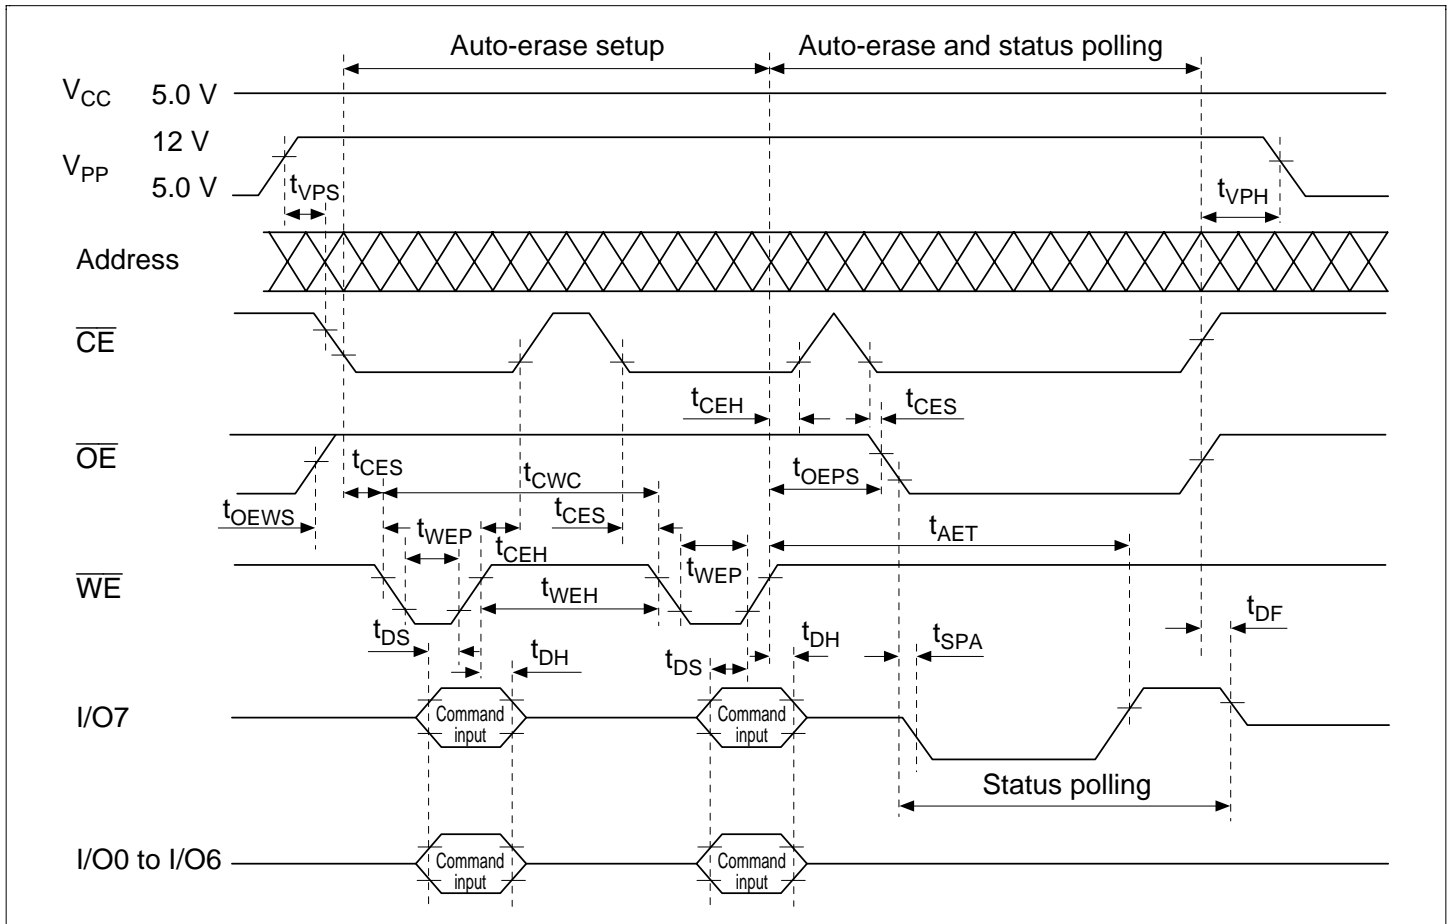 Auto-erase setup
Auto-erase and status polling
VCC 5.0 V
12 V
VPP
5.0 V
tVPS
tVPH
Address
CE
tCEH
tCES
OE
tCES
tCWC
tOEPS
tOEWS
tWEP
tCES
tAET
tCEH
WE
tWEP
tWEH
tDS
tDH
tDS
tDH
tSPA
tDF
I/O7
Command
input
Command
input
Status polling
I/O0 to I/O6
Command
input
Command
input